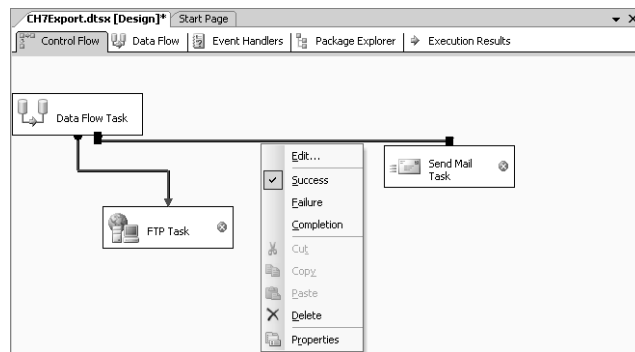 CH7Export.dtsx [Design]* Start Page
Control Flow Data Flow Event Handlers Package Explorer Execution Results
Data Flow Task
Edit...
Success
Failure
Completion
Cut
Copy
Paste
Delete
Properties
Send Mail
Task
FTP Task